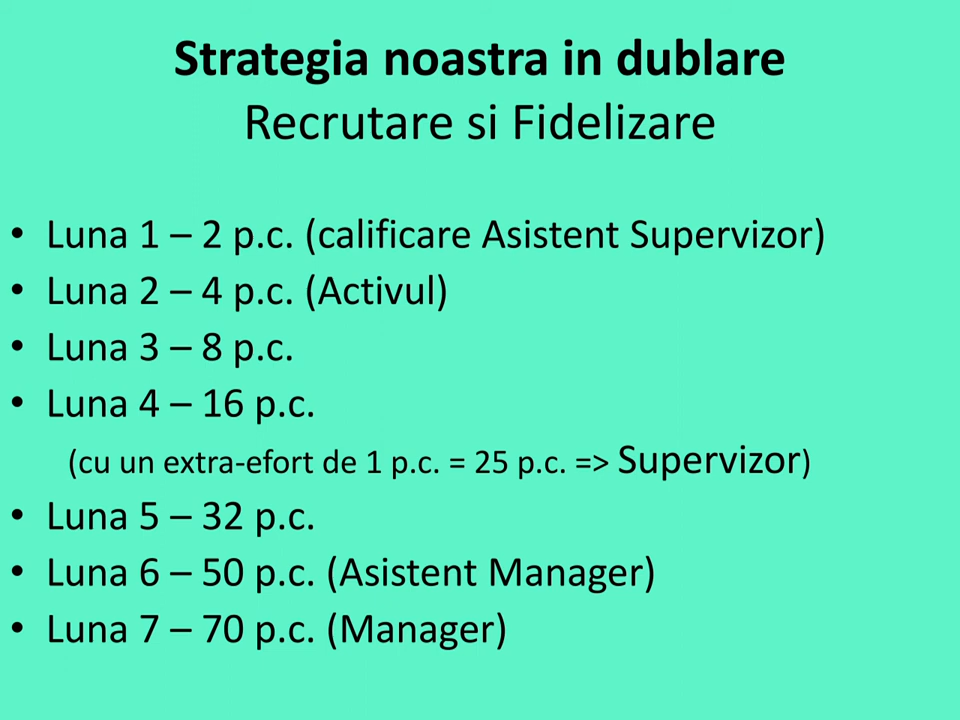 Strategia noastra in dublare
Recrutare si Fidelizare
• Luna 1 – 2 p.c. (calificare Asistent Supervizor)
• Luna 2 – 4 p.c. (Activul)
• Luna 3 – 8 p.c.
• Luna 4 – 16 p.c.
(cu un extra-efort de 1 p.c. = 25 p.c. => Supervizor)
• Luna 5 – 32 p.c.
• Luna 6 – 50 p.c. (Asistent Manager)
• Luna 7 – 70 p.c. (Manager)